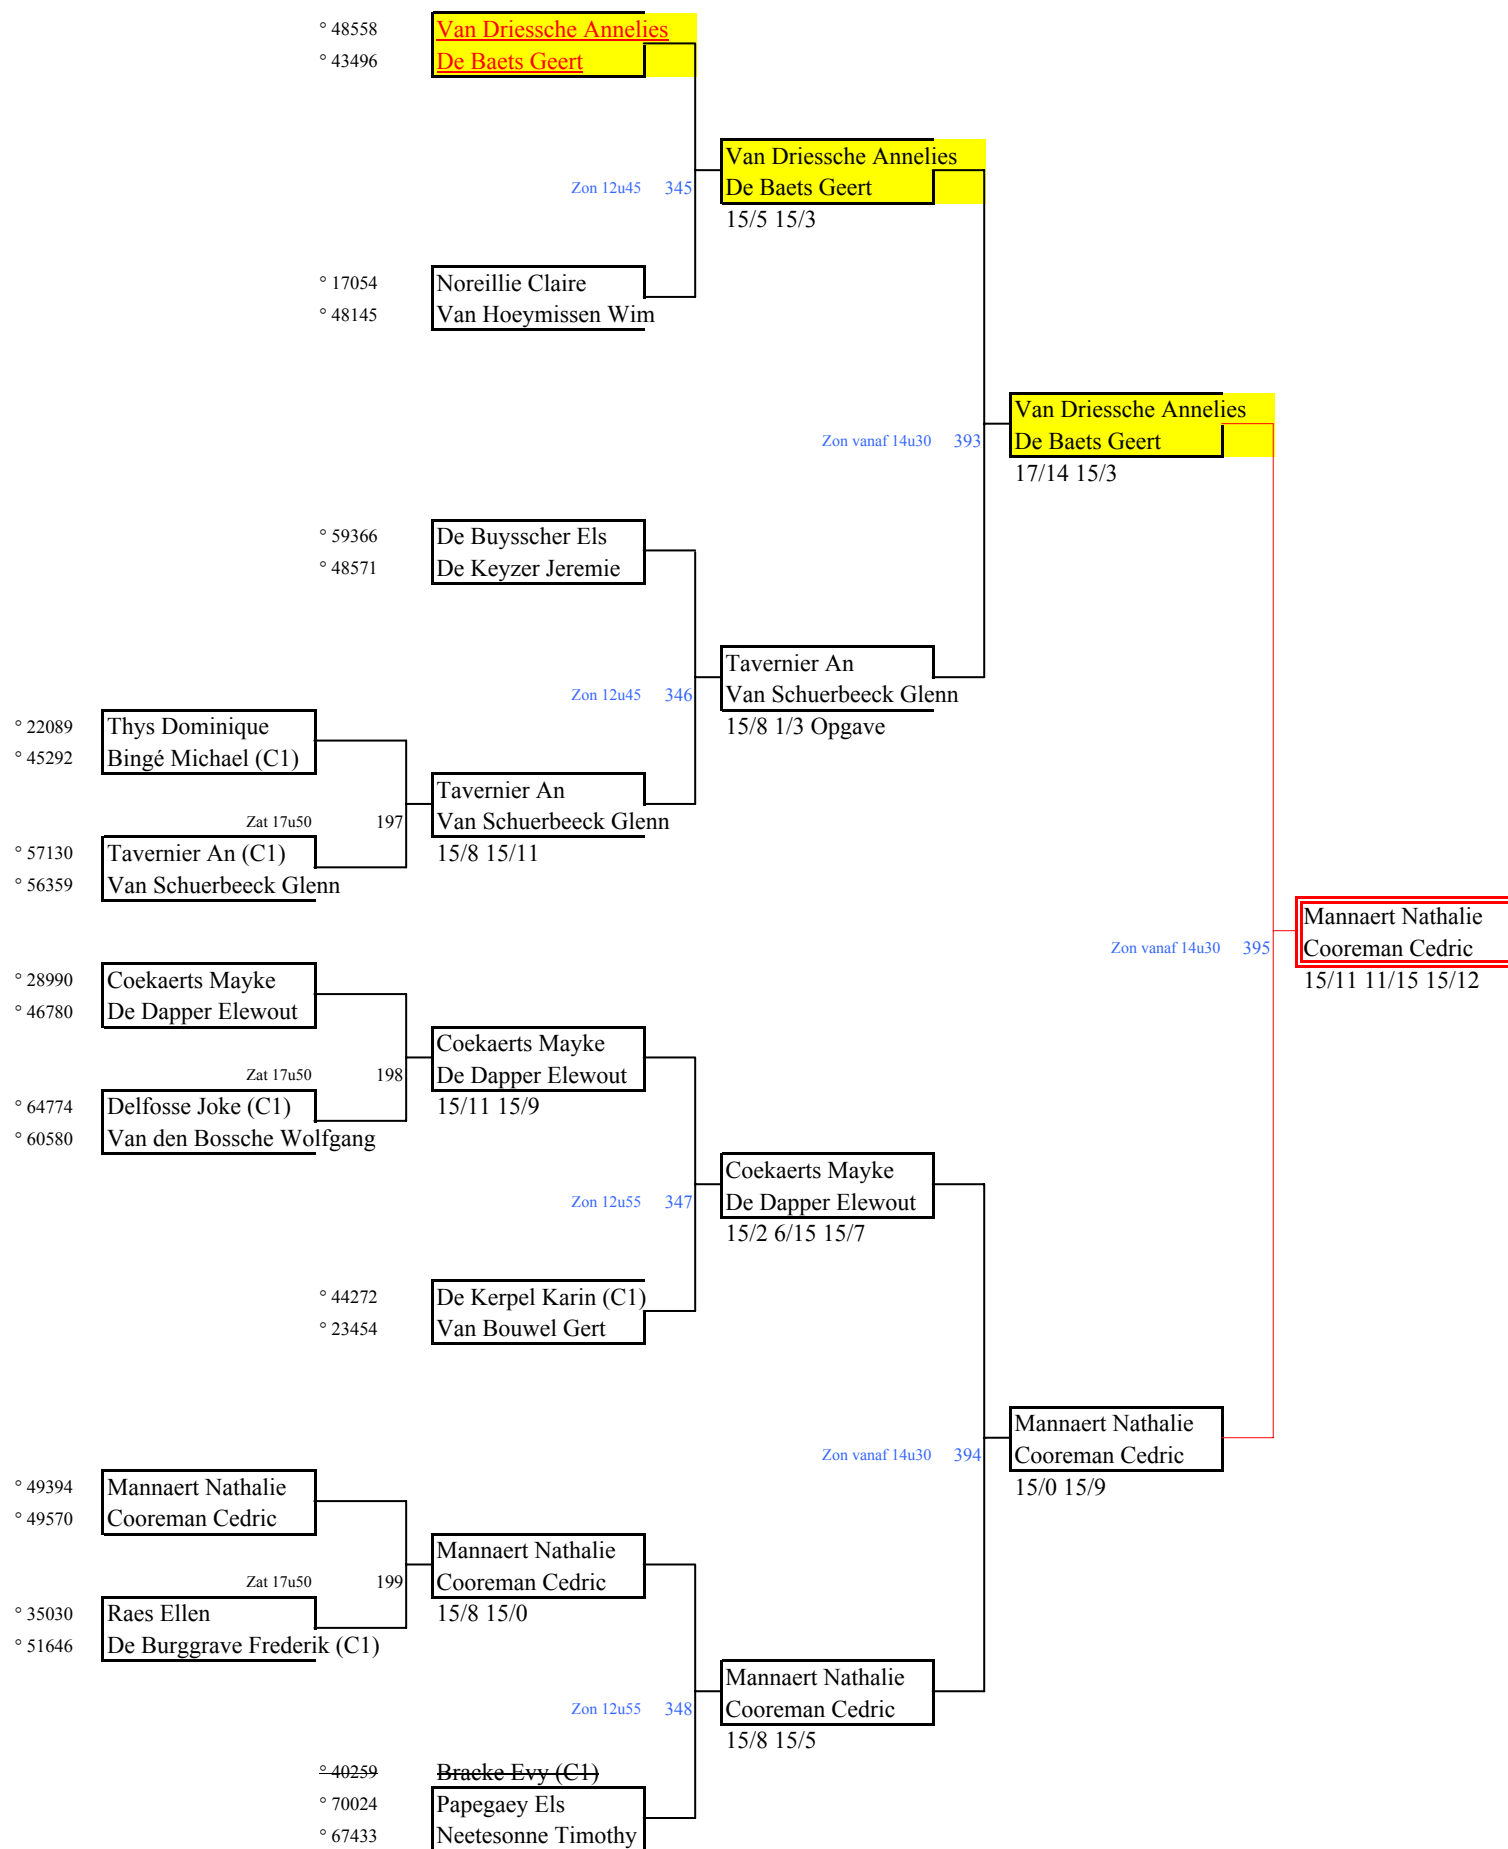 ° 48558 Van Driessche Annelies
° 43496 De Baets Geert
Van Driessche Annelies
Zon 12u45 345 De Baets Geert
15/5 15/3
° 17054 Noreillie Claire
° 48145 Van Hoeymissen Wim
Van Driessche Annelies
Zon vanaf 14u30 393 De Baets Geert
17/14 15/3
° 59366 De Buysscher Els
° 48571 De Keyzer Jeremie
Tavernier An
Zon 12u45 346 Van Schuerbeeck Glenn
° 22089 Thys Dominique 15/8 1/3 Opgave
° 45292 Bingé Michael (C1)
Tavernier An
Zat 17u50 197 Van Schuerbeeck Glenn
° 57130 Tavernier An (C1) 15/8 15/11
° 56359 Van Schuerbeeck Glenn
Mannaert Nathalie
Zon vanaf 14u30 395 Cooreman Cedric
° 28990 Coekaerts Mayke 15/11 11/15 15/12
° 46780 De Dapper Elewout
Coekaerts Mayke
Zat 17u50 198 De Dapper Elewout
° 64774 Delfosse Joke (C1) 15/11 15/9
° 60580 Van den Bossche Wolfgang
Coekaerts Mayke
Zon 12u55 347 De Dapper Elewout
15/2 6/15 15/7
° 44272 De Kerpel Karin (C1)
° 23454 Van Bouwel Gert
Mannaert Nathalie
Zon vanaf 14u30 394 Cooreman Cedric
° 49394 Mannaert Nathalie 15/0 15/9
° 49570 Cooreman Cedric
Mannaert Nathalie
Zat 17u50 199 Cooreman Cedric
° 35030 Raes Ellen 15/8 15/0
° 51646 De Burggrave Frederik (C1)
Mannaert Nathalie
Zon 12u55 348 Cooreman Cedric
15/8 15/5
° 40259 Bracke Evy (C1)
° 70024 Papegaey Els
° 67433 Neetesonne Timothy